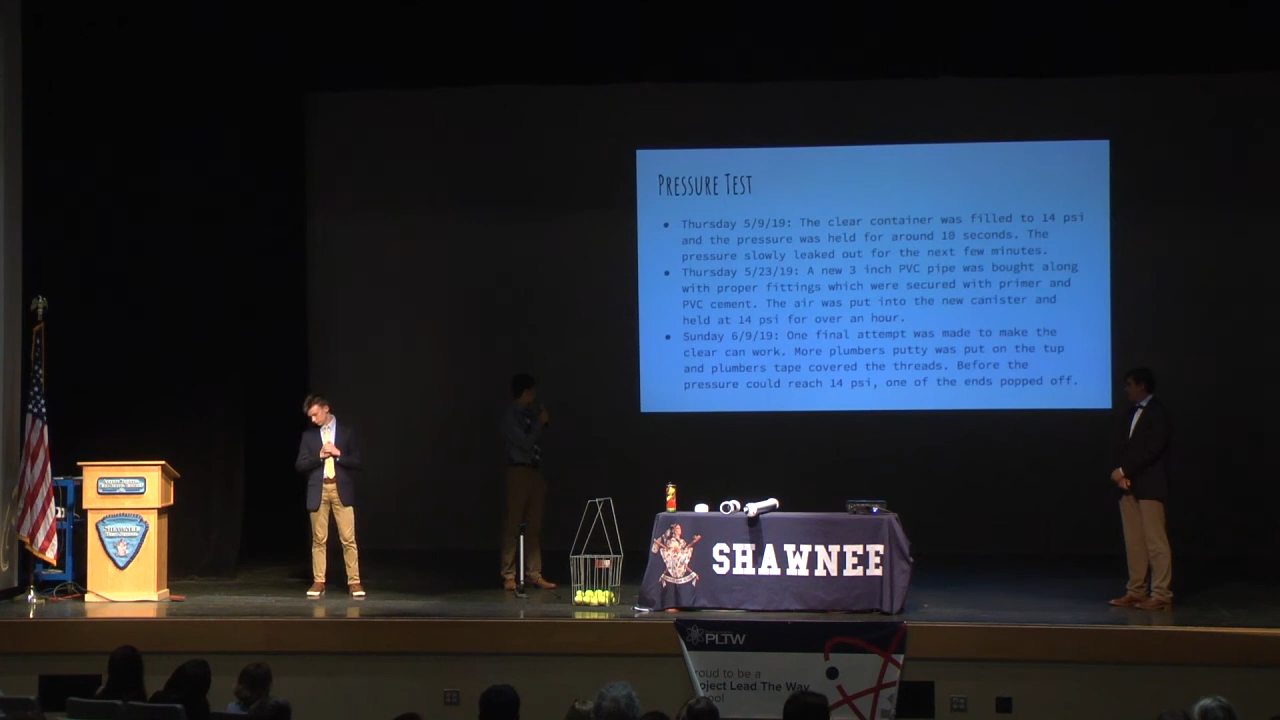 PRESSURE TEST
● Thursday 5/9/19: The clear container was filled to 14 psi
and the pressure was held for around 10 seconds. The
pressure slowly leaked out for the next few minutes.
● Thursday 5/23/19: A new 3 inch PVC pipe was bought along
with proper fittings which were secured with primer and
PVC cement. The air was put into the new canister and
held at 14 psi for over an hour.
● Sunday 6/9/19: One final attempt was made to make the
clear can work. More plumbers putty was put on the tup
and plumbers tape covered the threads. Before the
pressure could reach 14 psi, one of the ends popped off.
SHAWNEE
SHAWNEE
PLTW
roud to be a
oject Lead The Way
ool